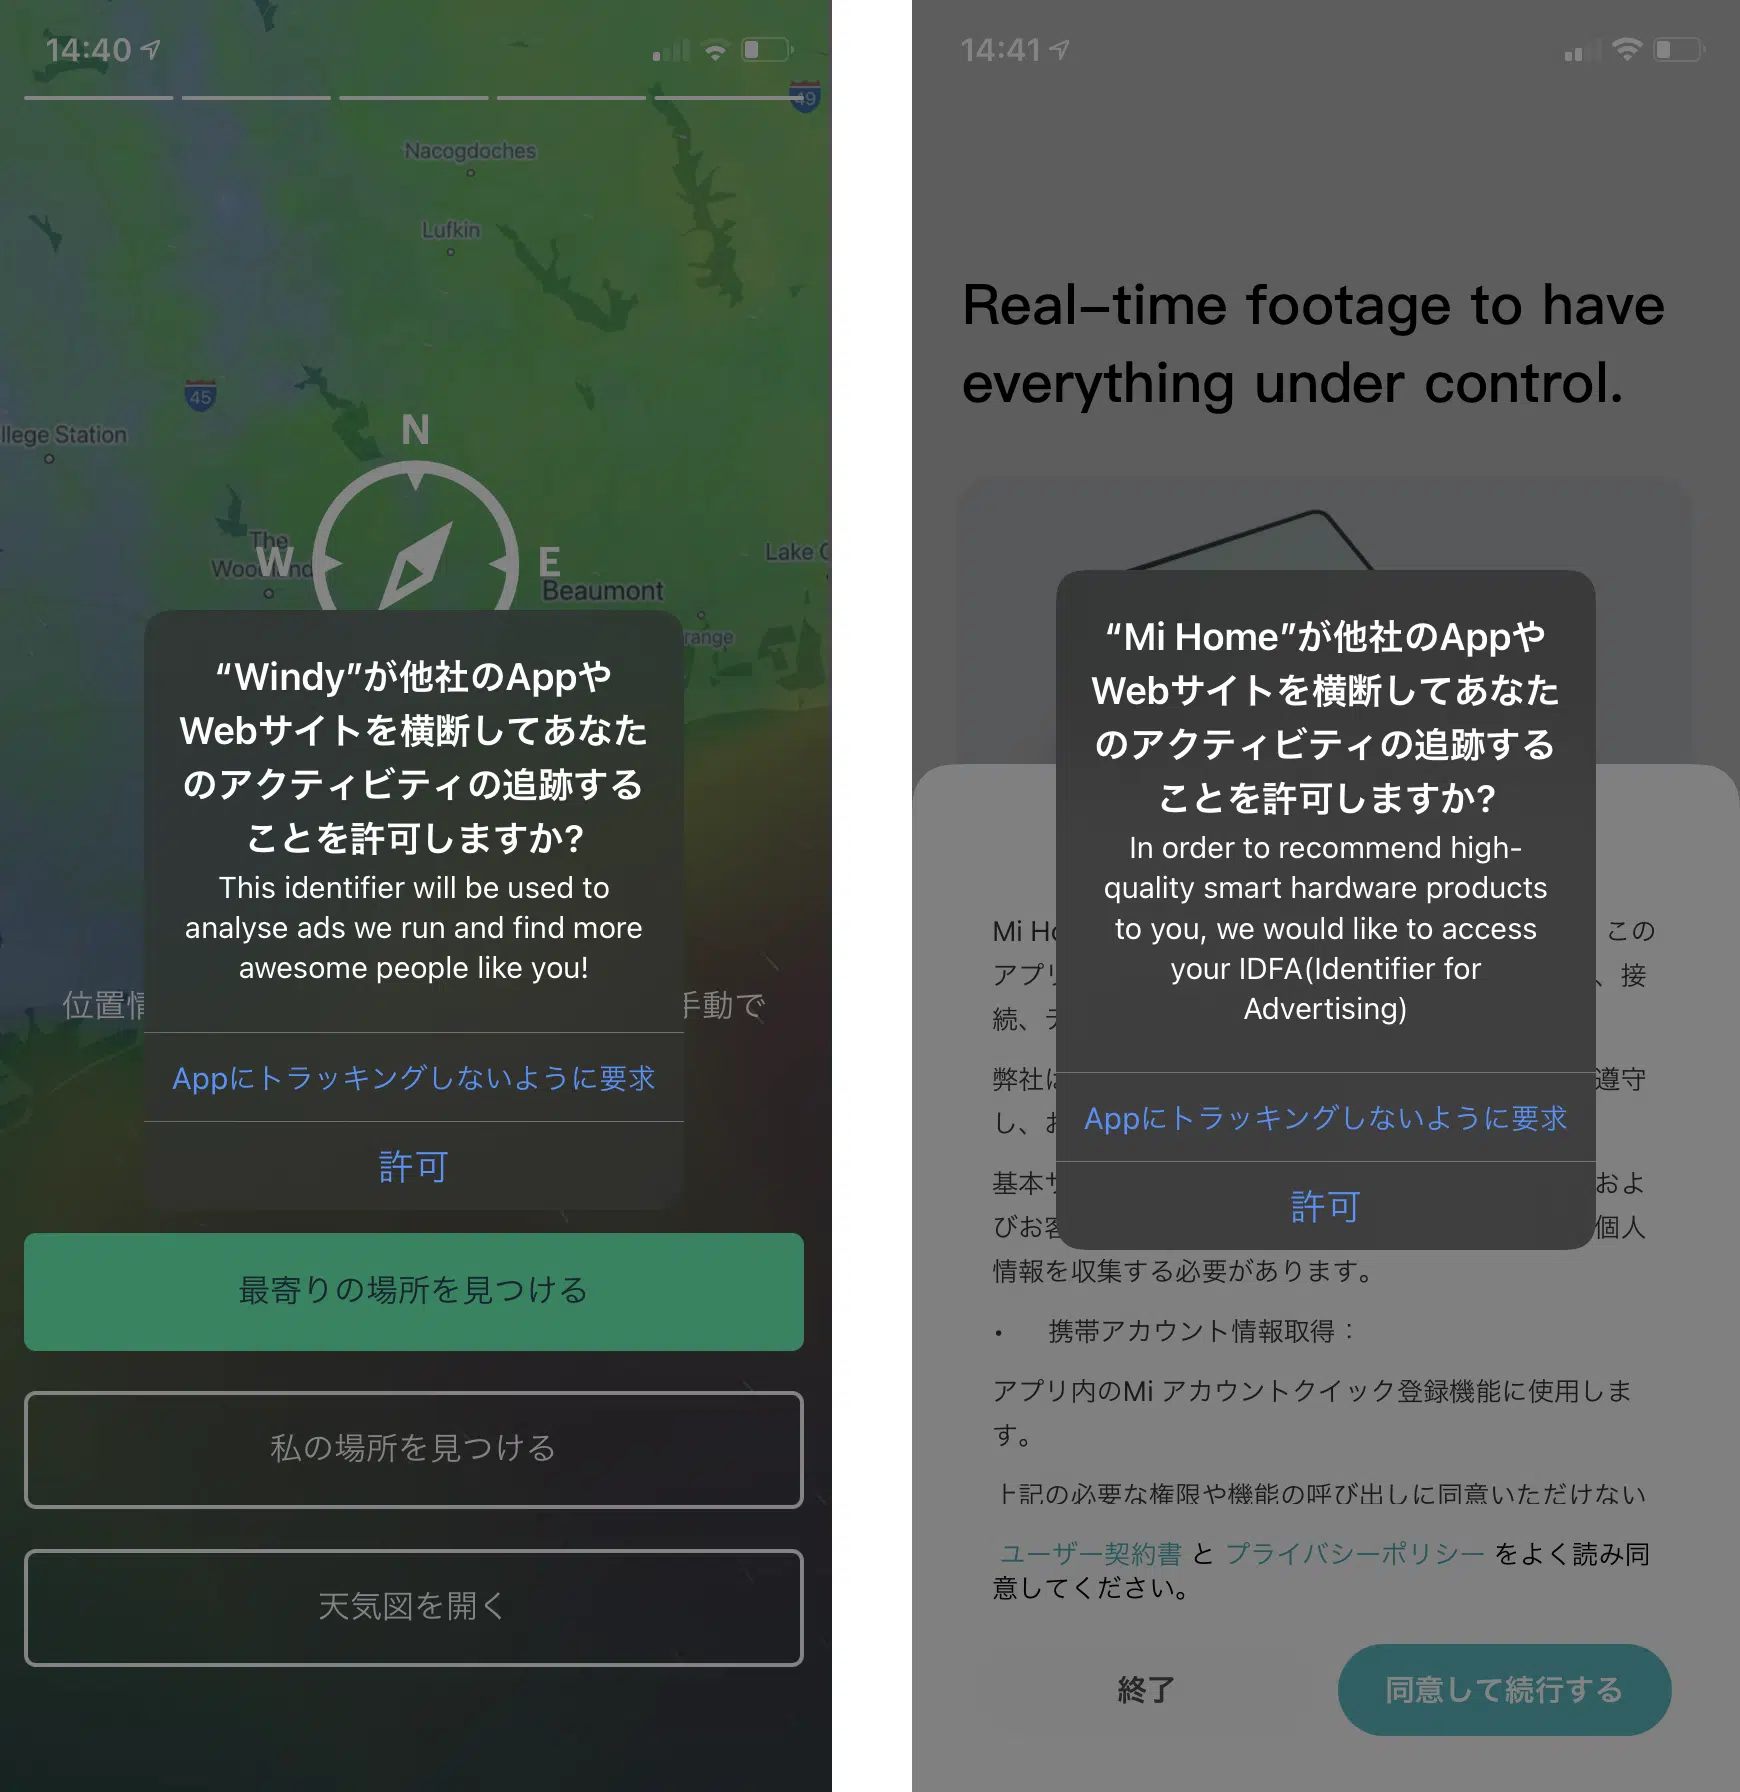 14:40
49
Nacogdoches
Lufkin
45
llege Station
N
The
W
E
Lake C
Beaumont
range
“Windy”が他社のAppや
Webサイトを横断してあなた
のアクティビティの追跡する
ことを許可しますか?
This identifier will be used to
analyse ads we run and find more
awesome people like you!
位置情 手動で
Appにトラッキングしないように要求
許可
最寄りの場所を見つける
私の場所を見つける
天気図を開く
14:41
Real-time footage to have
everything under control.
“Mi Home”が他社のAppや
Webサイトを横断してあなた
のアクティビティの追跡する
ことを許可しますか?
In order to recommend high-
quality smart hardware products
to you, we would like to access
your IDFA(Identifier for
Advertising)
Appにトラッキングしないように要求
許可
Mi Ho この
アプリ 、接
続、デ
弊社は 遵守
し、お
基本サ およ
びお客 個人
情報を収集する必要があります。
• 携帯アカウント情報取得：
アプリ内のMi アカウントクイック登録機能に使用しま
す。
上記の必要な権限や機能の呼び出しに同意いただけない
ユーザー契約書 と プライバシーポリシー をよく読み同
意してください。
終了
同意して続行する